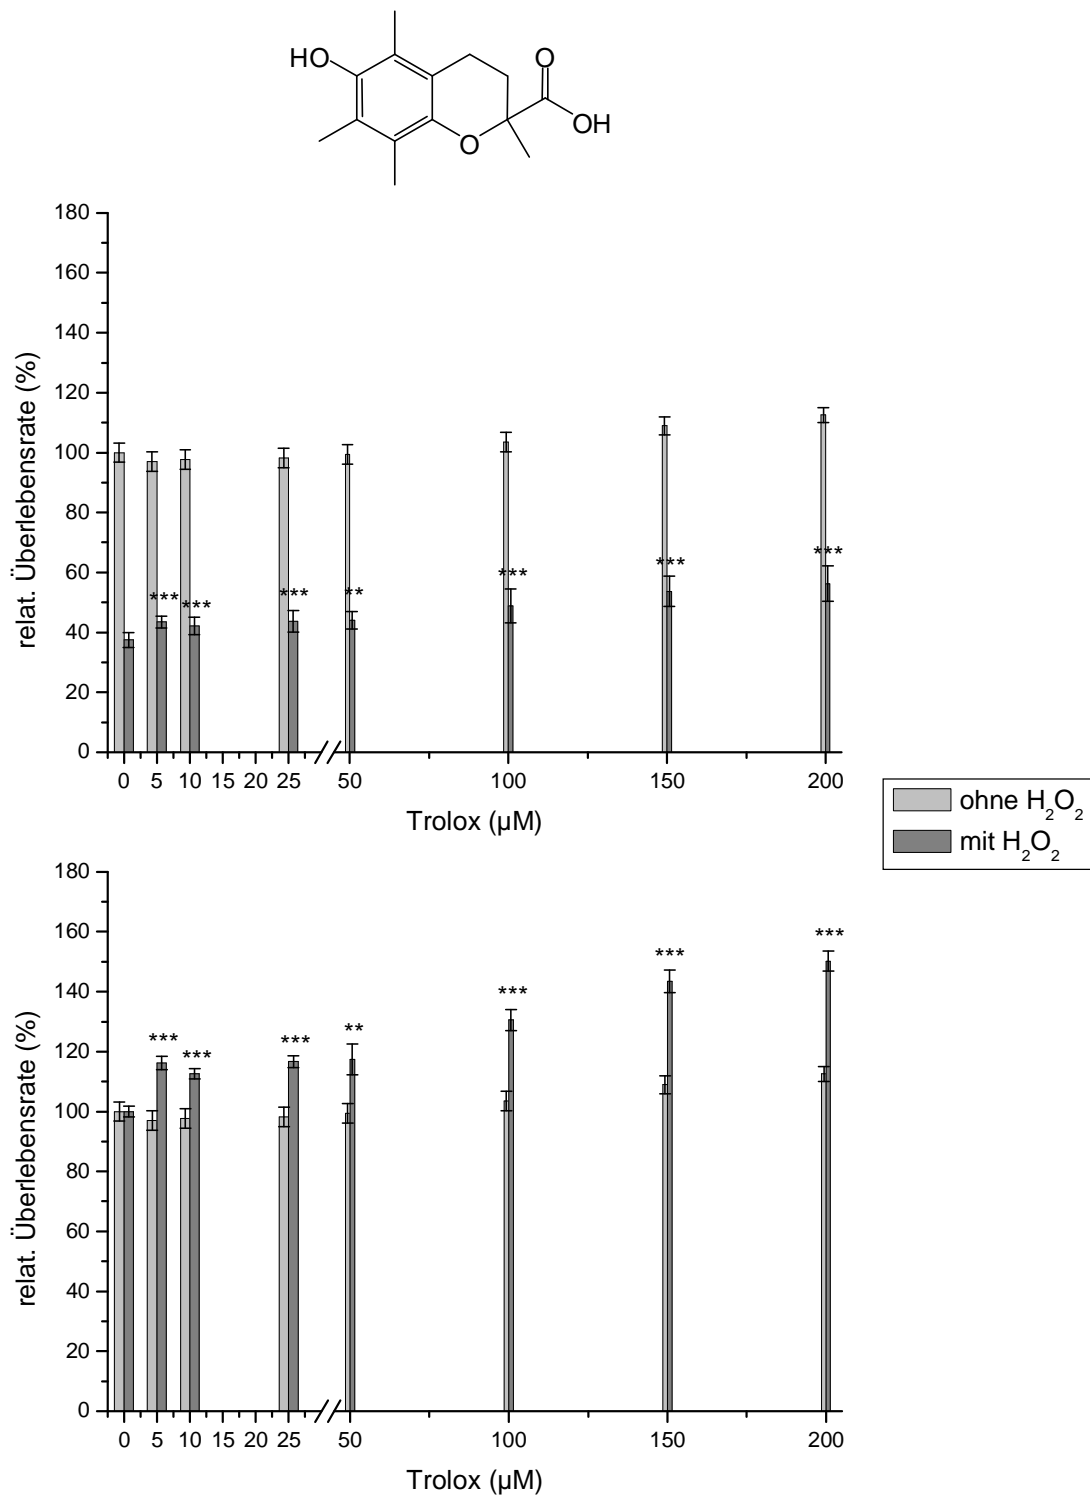 HO
O
OH
O
180
160
140
120
100
80
60
40
20
0
relat. Überlebensrate (%)
*** *** *** ** *** *** ***
0 5 10 15 20 25 50 100 150 200
Trolox (µM)
ohne H2O2
mit H2O2
180
160
140
120
100
80
60
40
20
0
relat. Überlebensrate (%)
*** *** *** ** *** *** ***
0 5 10 15 20 25 50 100 150 200
Trolox (µM)